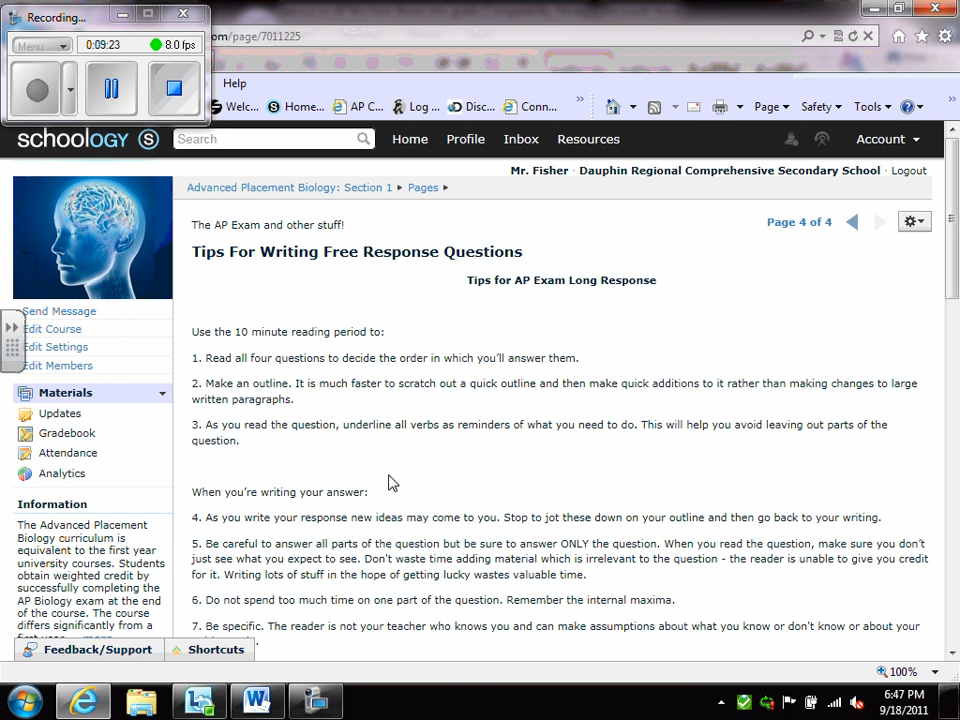 Recording...
Menu
0:09:23
8.0 fps
om/page/7011225
Help
Welc...
Home...
AP C...
Log ...
Disc...
Conn...
Page
Safety
Tools
schoology S
Search
Home
Profile
Inbox
Resources
Account
Mr. Fisher · Dauphin Regional Comprehensive Secondary School · Logout
Advanced Placement Biology: Section 1 ▸ Pages ▸
The AP Exam and other stuff!
Page 4 of 4
Tips For Writing Free Response Questions
Tips for AP Exam Long Response
Use the 10 minute reading period to:
1. Read all four questions to decide the order in which you'll answer them.
2. Make an outline. It is much faster to scratch out a quick outline and then make quick additions to it rather than making changes to large
written paragraphs.
3. As you read the question, underline all verbs as reminders of what you need to do. This will help you avoid leaving out parts of the
question.
When you're writing your answer:
4. As you write your response new ideas may come to you. Stop to jot these down on your outline and then go back to your writing.
5. Be careful to answer all parts of the question but be sure to answer ONLY the question. When you read the question, make sure you don't
just see what you expect to see. Don't waste time adding material which is irrelevant to the question - the reader is unable to give you credit
for it. Writing lots of stuff in the hope of getting lucky wastes valuable time.
6. Do not spend too much time on one part of the question. Remember the internal maxima.
7. Be specific. The reader is not your teacher who knows you and can make assumptions about what you know or don't know or about your
Send Message
Edit Course
Edit Settings
Edit Members
Materials
Updates
Gradebook
Attendance
Analytics
Information
The Advanced Placement
Biology curriculum is
equivalent to the first year
university courses. Students
obtain weighted credit by
successfully completing the
AP Biology exam at the end
of the course. The course
differs significantly from a
Feedback/Support
Shortcuts
100%
6:47 PM
9/18/2011